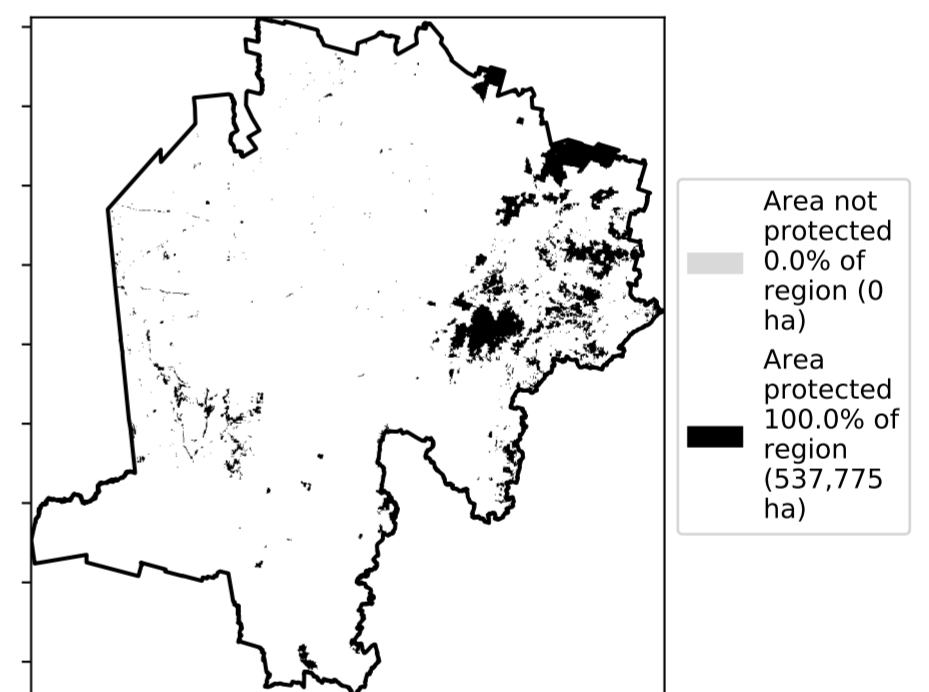 Area not
protected
0.0% of
region (0
ha)
Area
protected
100.0% of
region
(537,775
ha)